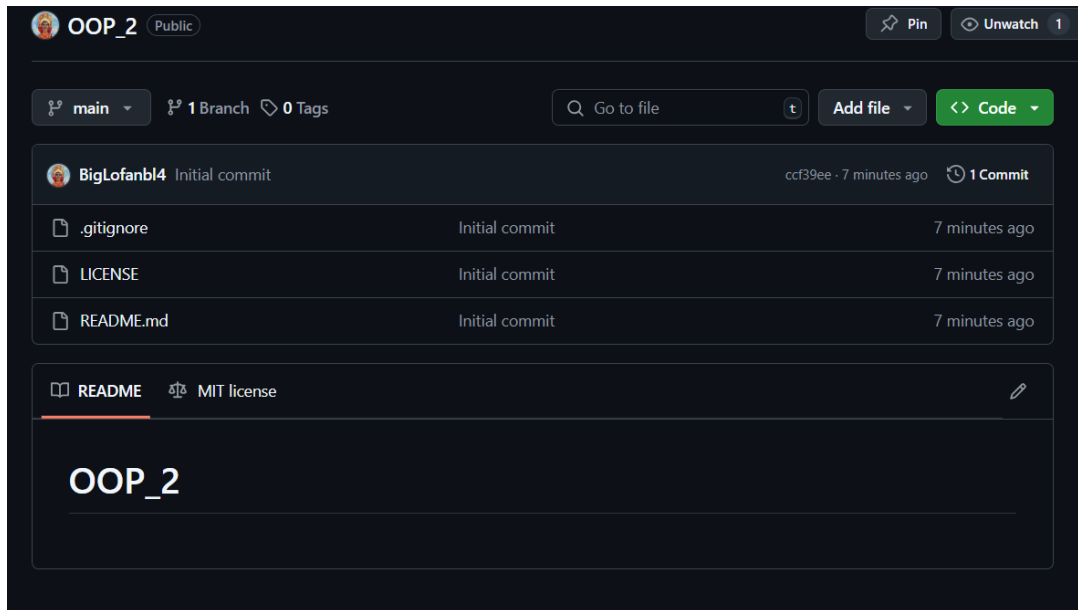 OOP_2 Public Pin Unwatch 1
main 1 Branch 0 Tags Go to file t Add file Code
BigLofanbl4 Initial commit ccf39ee · 7 minutes ago 1 Commit
.gitignore Initial commit 7 minutes ago
LICENSE Initial commit 7 minutes ago
README.md Initial commit 7 minutes ago
README MIT license
OOP_2